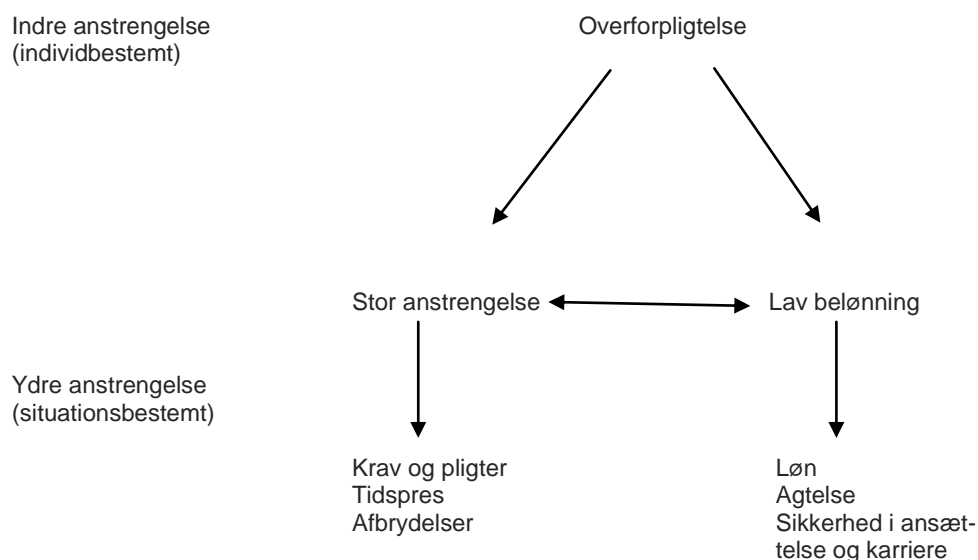 Indre anstrengelse
(individbestemt)
Overforpligtelse
Stor anstrengelse
Lav belønning
Ydre anstrengelse
(situationsbestemt)
Krav og pligter
Tidspres
Afbrydelser
Løn
Agtelse
Sikkerhed i ansæt-
telse og karriere